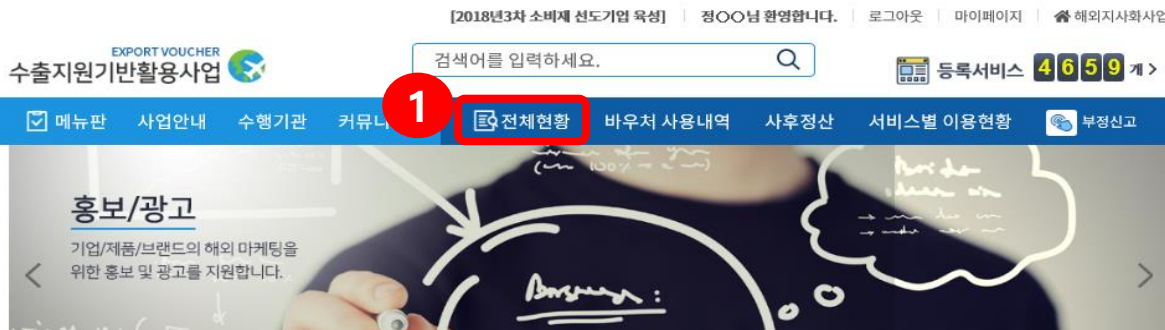 [2018년3차 소비재 선도기업 육성] 정○○님 환영합니다. 로그아웃 마이페이지 해외지사화사업
EXPORT VOUCHER
수출지원기반활용사업
검색어를 입력하세요.
등록서비스 4 6 5 9 개 >
메뉴판 사업안내 수행기관 커뮤니 1 전체현황 바우처 사용내역 사후정산 서비스별 이용현황 부정신고
홍보/광고
기업/제품/브랜드의 해외 마케팅을
위한 홍보 및 광고를 지원합니다.